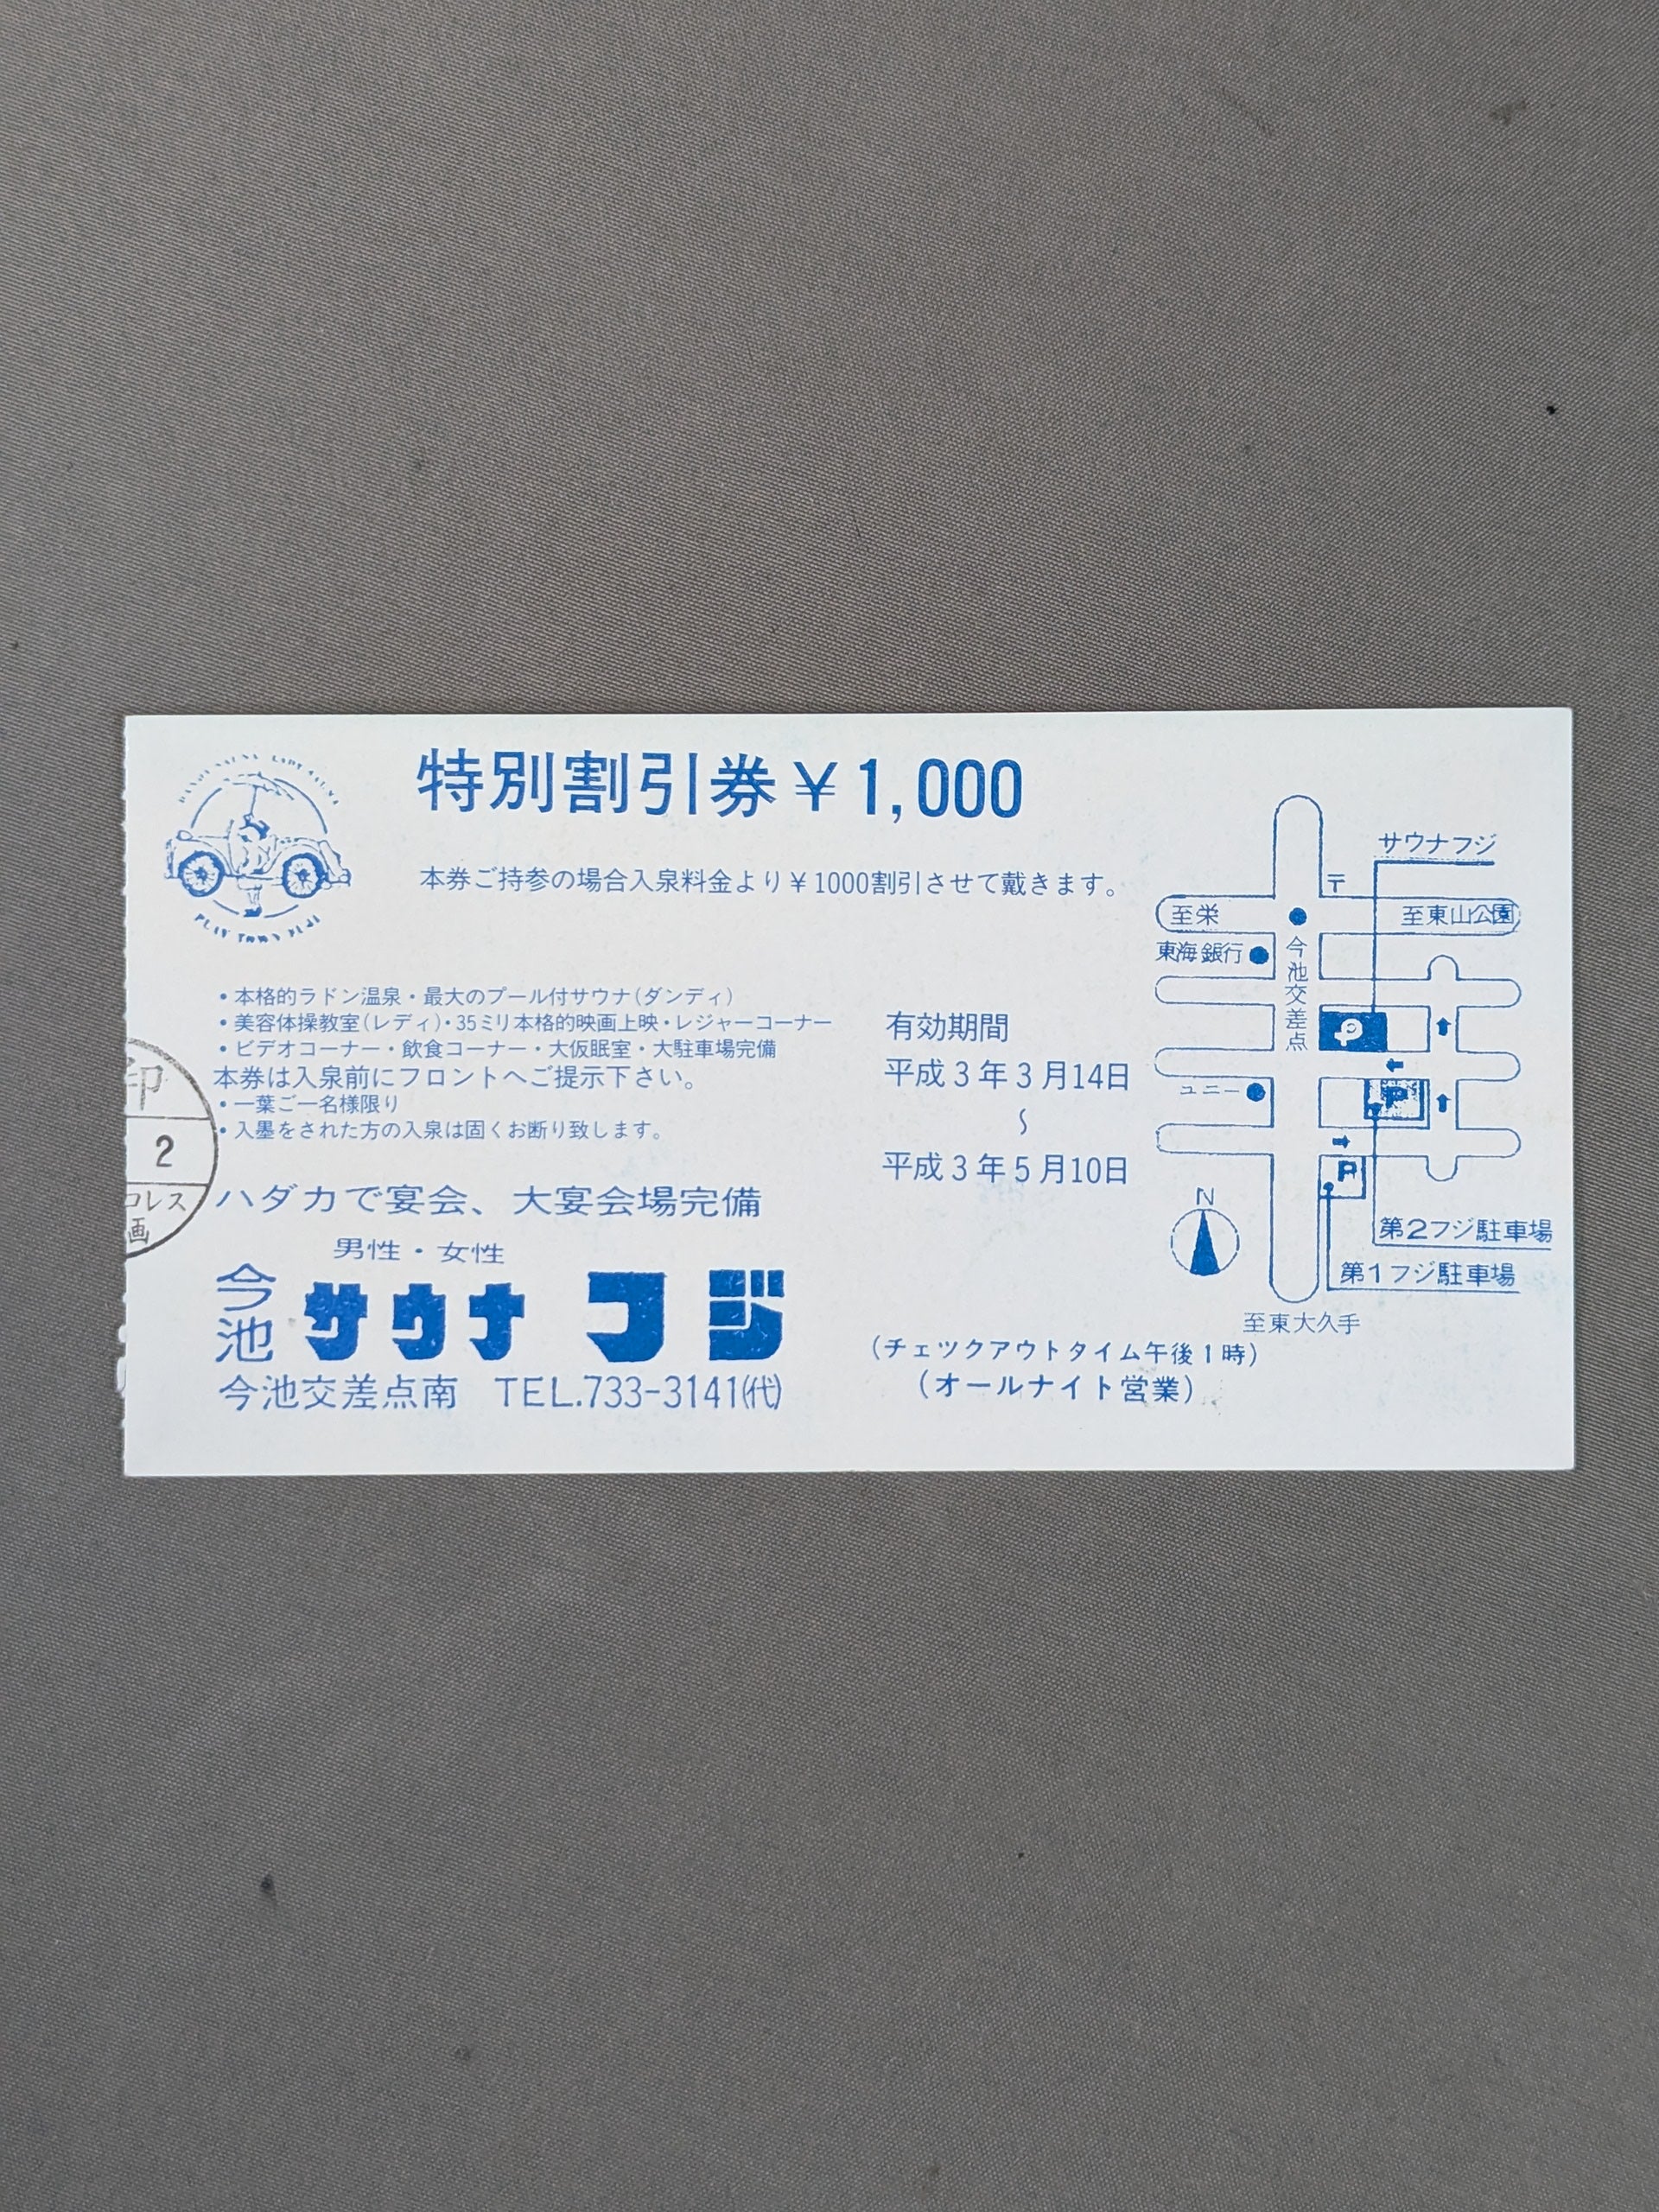 特別割引券￥1,000
本券ご持参の場合入泉料金より￥1000割引させて戴きます。
PLAY TOWN FUJI
・本格的ラドン温泉・最大のプール付サウナ(ダンディ)
・美容体操教室(レディ)・35ミリ本格的映画上映・レジャーコーナー
・ビデオコーナー・飲食コーナー・大仮眠室・大駐車場完備
本券は入泉前にフロントへご提示下さい。
・一葉ご一名様限り
・入墨をされた方の入泉は固くお断り致します。
印
2
ロレス
画
ハダカで宴会、大宴会場完備
男性・女性
今池 サウナ フジ
今池交差点南 TEL.733-3141㈹
有効期間
平成3年3月14日
〜
平成3年5月10日
(チェックアウトタイム午後1時)
(オールナイト営業)
サウナフジ
〒
至栄
至東山公園
東海銀行
今池交差点
P
ユニー
P
P
N
第2フジ駐車場
第1フジ駐車場
至東大久手